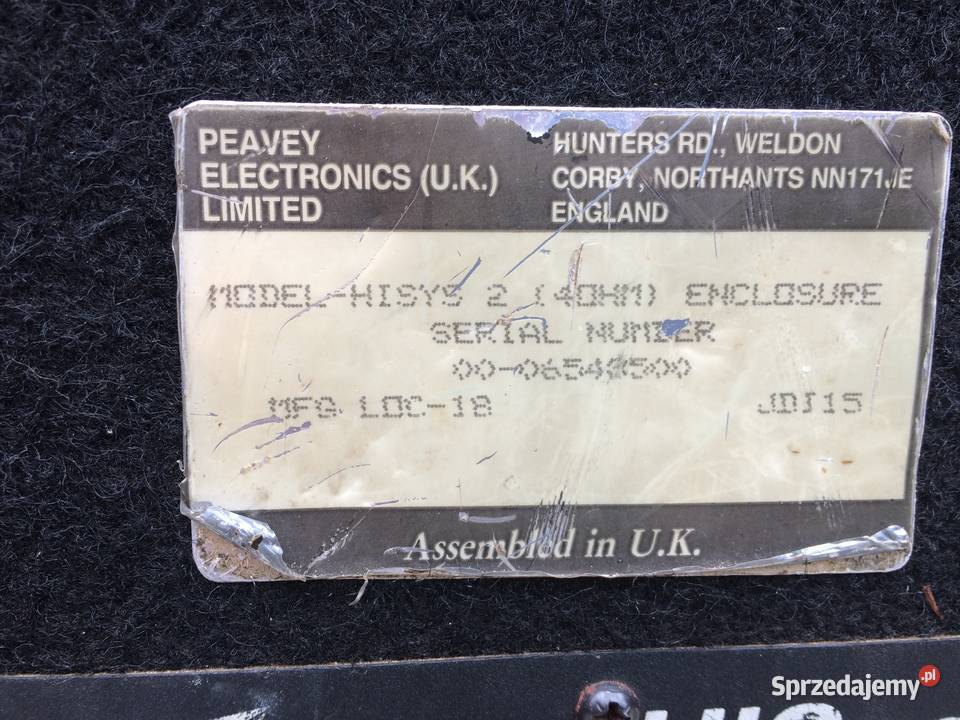 PEAVEY
ELECTRONICS (U.K.)
LIMITED
HUNTERS RD., WELDON
CORBY, NORTHANTS NN171JE
ENGLAND
MODEL-HISYS 2 (4OHM) ENCLOSURE
SERIAL NUMBER
MFG LOC-18
JDI15
Assembled in U.K.
Sprzedajemy.pl